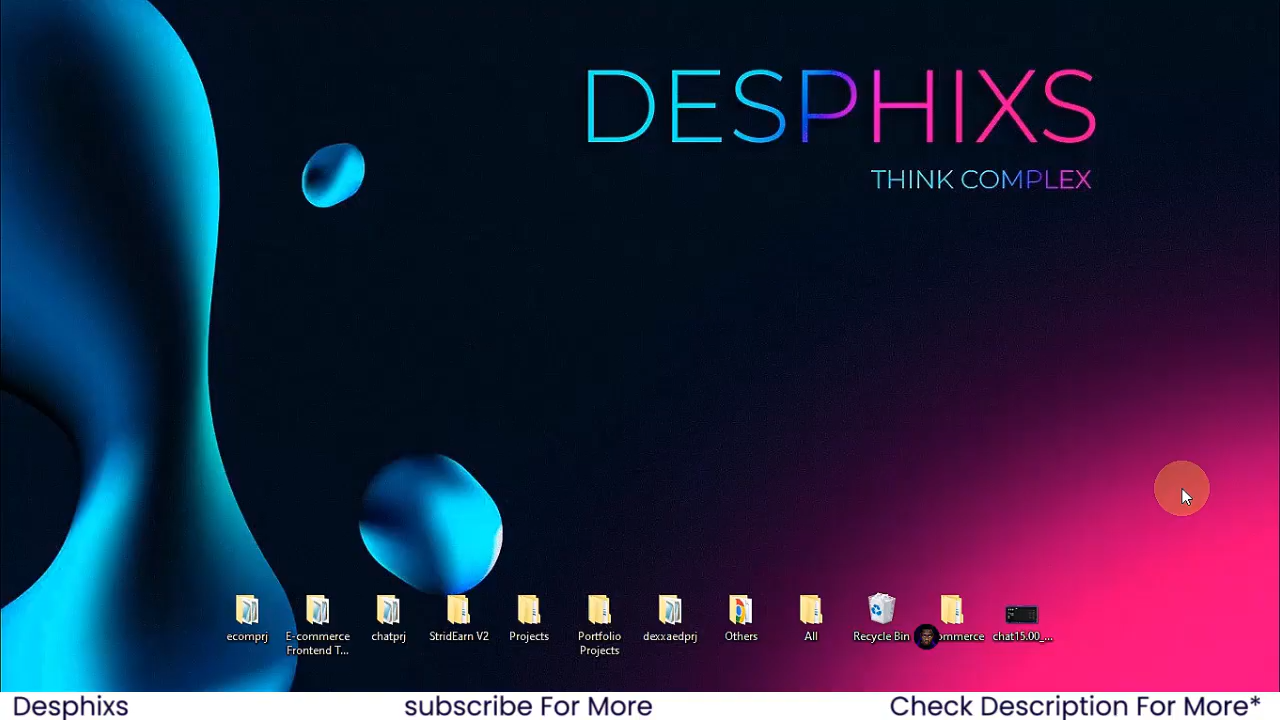 DESPHIXS
THINK COMPLEX
ecomprj
E-commerce
Frontend T...
chatprj
StridEarn V2
Projects
Portfolio
Projects
dexxaedprj
Others
All
Recycle Bin
ommerce
chat15.00_...
Desphixs
subscribe For More
Check Description For More*